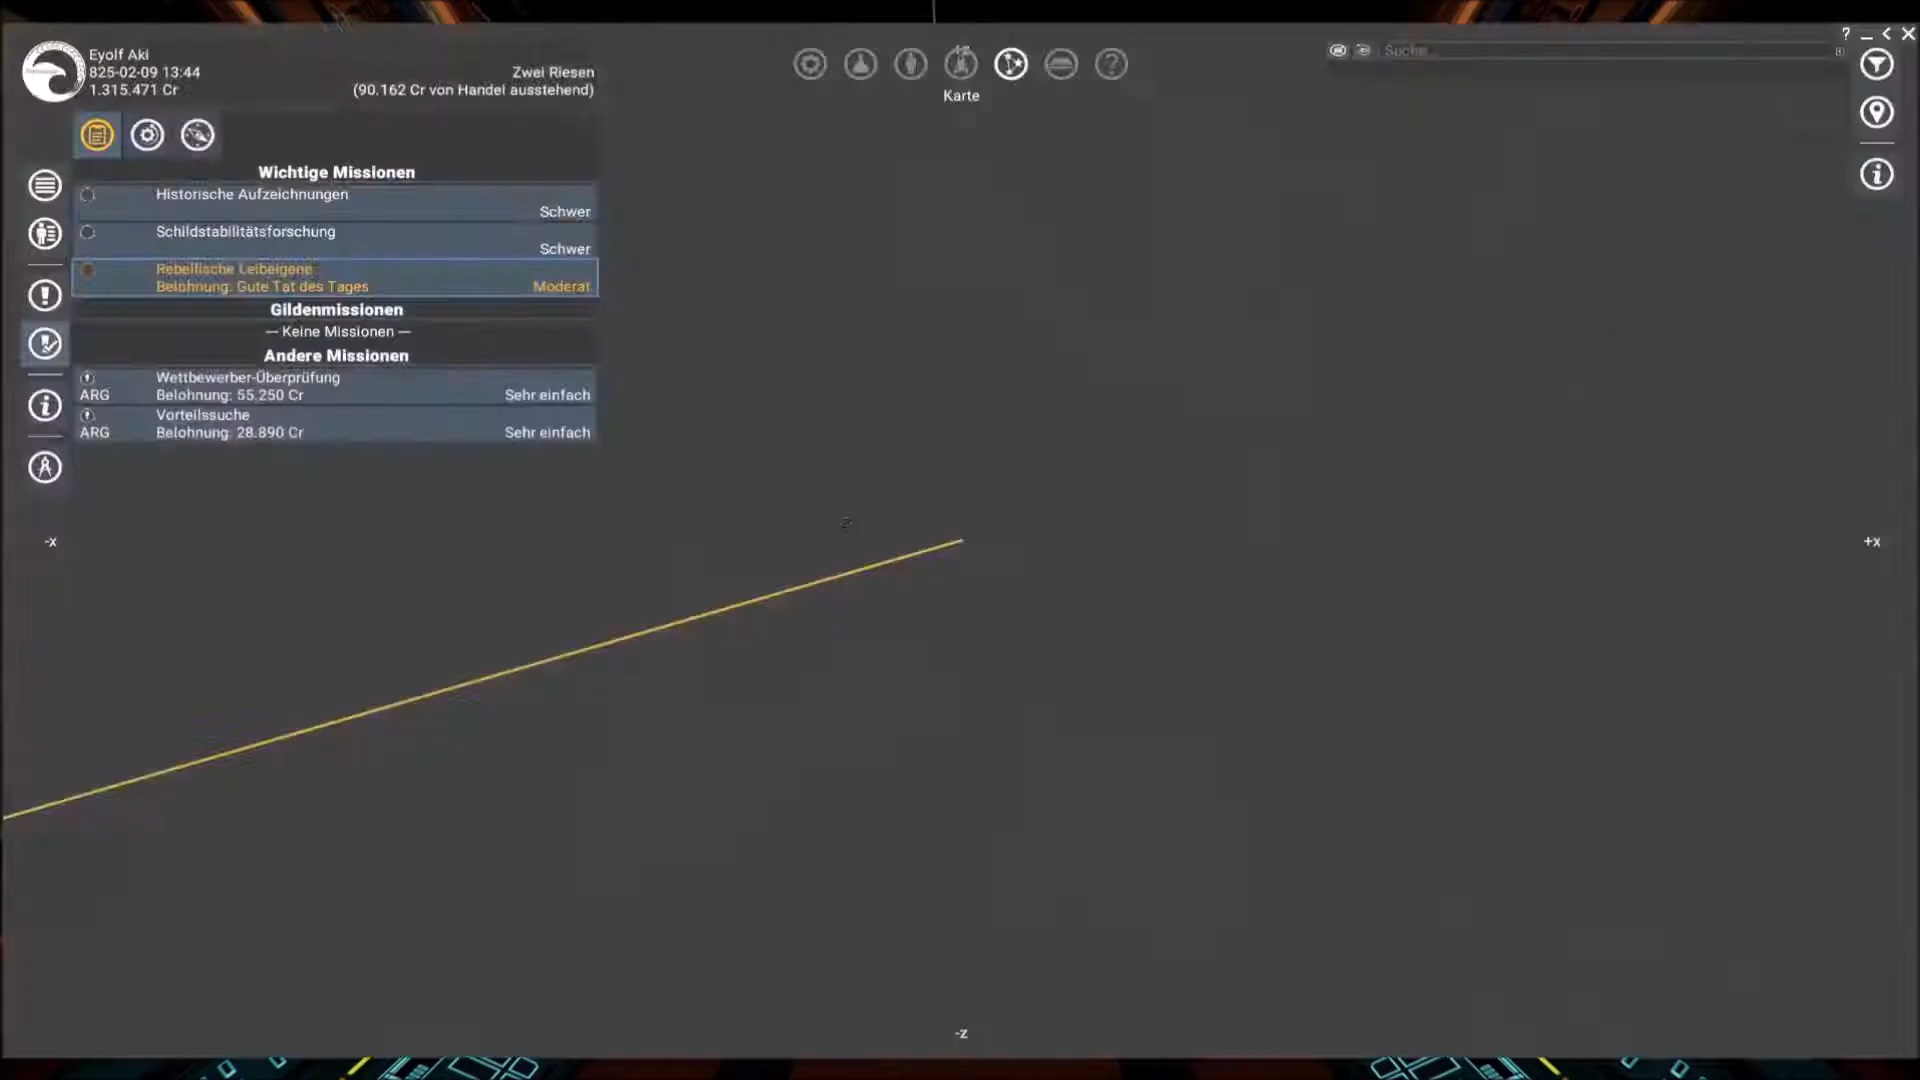 Eyolf Aki
825-02-09 13:44
1.315.471 Cr
Zwei Riesen
(90.162 Cr von Handel ausstehend)
Karte
Suche...
Wichtige Missionen
Historische Aufzeichnungen
Schwer
Schildstabilitätsforschung
Schwer
Rebellische Leibeigene
Belohnung: Gute Tat des Tages Moderat
Gildenmissionen
— Keine Missionen —
Andere Missionen
Wettbewerber-Überprüfung
ARG Belohnung: 55.250 Cr Sehr einfach
Vorteilssuche
ARG Belohnung: 28.890 Cr Sehr einfach
-x
+x
-z